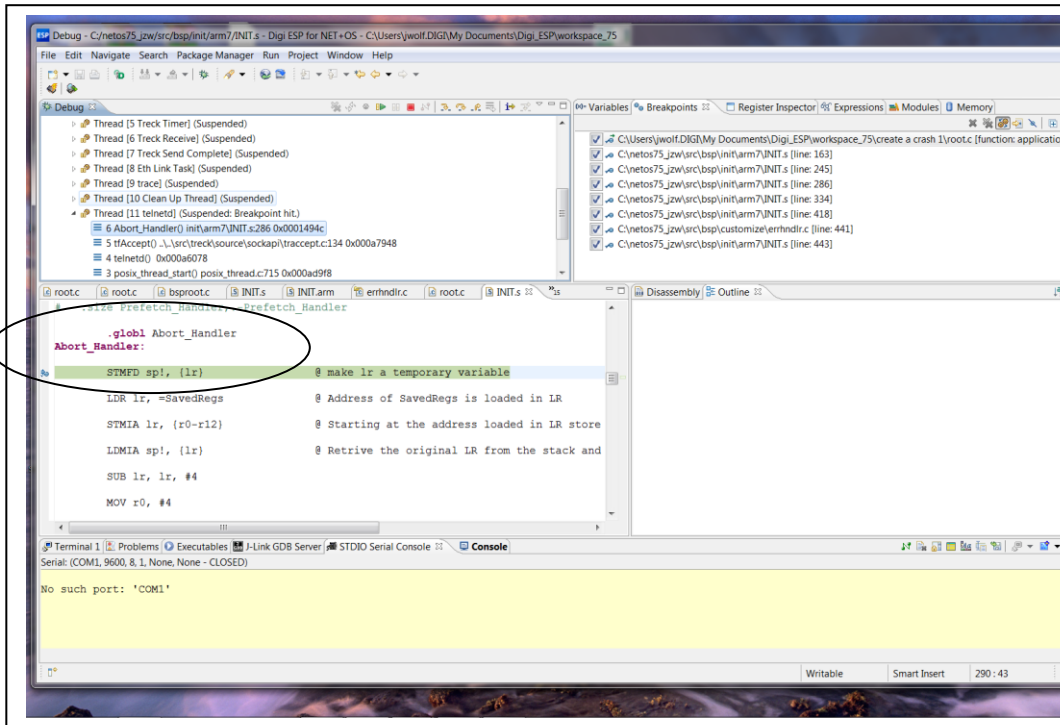 ESP Debug - C:/netos75_jzw/src/bsp/init/arm7/INIT.s - Digi ESP for NET+OS - C:\Users\jwolf.DIGI\My Documents\Digi_ESP\workspace_75
File Edit Navigate Search Package Manager Run Project Window Help
Debug
Thread [5 Treck Timer] (Suspended)
Thread [6 Treck Receive] (Suspended)
Thread [7 Treck Send Complete] (Suspended)
Thread [8 Eth Link Task] (Suspended)
Thread [9 trace] (Suspended)
Thread [10 Clean Up Thread] (Suspended)
Thread [11 telnetd] (Suspended: Breakpoint hit.)
6 Abort_Handler() init\arm7\INIT.s:286 0x0001494c
5 tfAccept() ..\..\src\treck\source\sockapi\traccept.c:134 0x000a7948
4 telnetd() 0x000a6078
3 posix_thread_start() posix_thread.c:715 0x000ad9f8
Variables Breakpoints Register Inspector Expressions Modules Memory
C:\Users\jwolf.DIGI\My Documents\Digi_ESP\workspace_75\create a crash 1\root.c [function: applicatio
C:\netos75_jzw\src\bsp\init\arm7\INIT.s [line: 163]
C:\netos75_jzw\src\bsp\init\arm7\INIT.s [line: 245]
C:\netos75_jzw\src\bsp\init\arm7\INIT.s [line: 286]
C:\netos75_jzw\src\bsp\init\arm7\INIT.s [line: 334]
C:\netos75_jzw\src\bsp\init\arm7\INIT.s [line: 418]
C:\netos75_jzw\src\bsp\customize\errhndlr.c [line: 441]
C:\netos75_jzw\src\bsp\init\arm7\INIT.s [line: 443]
root.c root.c bsproot.c INIT.s INIT.arm errhndlr.c root.c INIT.s »15
# .size Prefetch_Handler,.-Prefetch_Handler
.globl Abort_Handler
Abort_Handler:
STMFD sp!, {lr} @ make lr a temporary variable
LDR lr, =SavedRegs @ Address of SavedRegs is loaded in LR
STMIA lr, {r0-r12} @ Starting at the address loaded in LR store
LDMIA sp!, {lr} @ Retrive the original LR from the stack and
SUB lr, lr, #4
MOV r0, #4
Disassembly Outline
Terminal 1 Problems Executables J-Link GDB Server STDIO Serial Console Console
Serial: (COM1, 9600, 8, 1, None, None - CLOSED)
No such port: 'COM1'
Writable Smart Insert 290 : 43